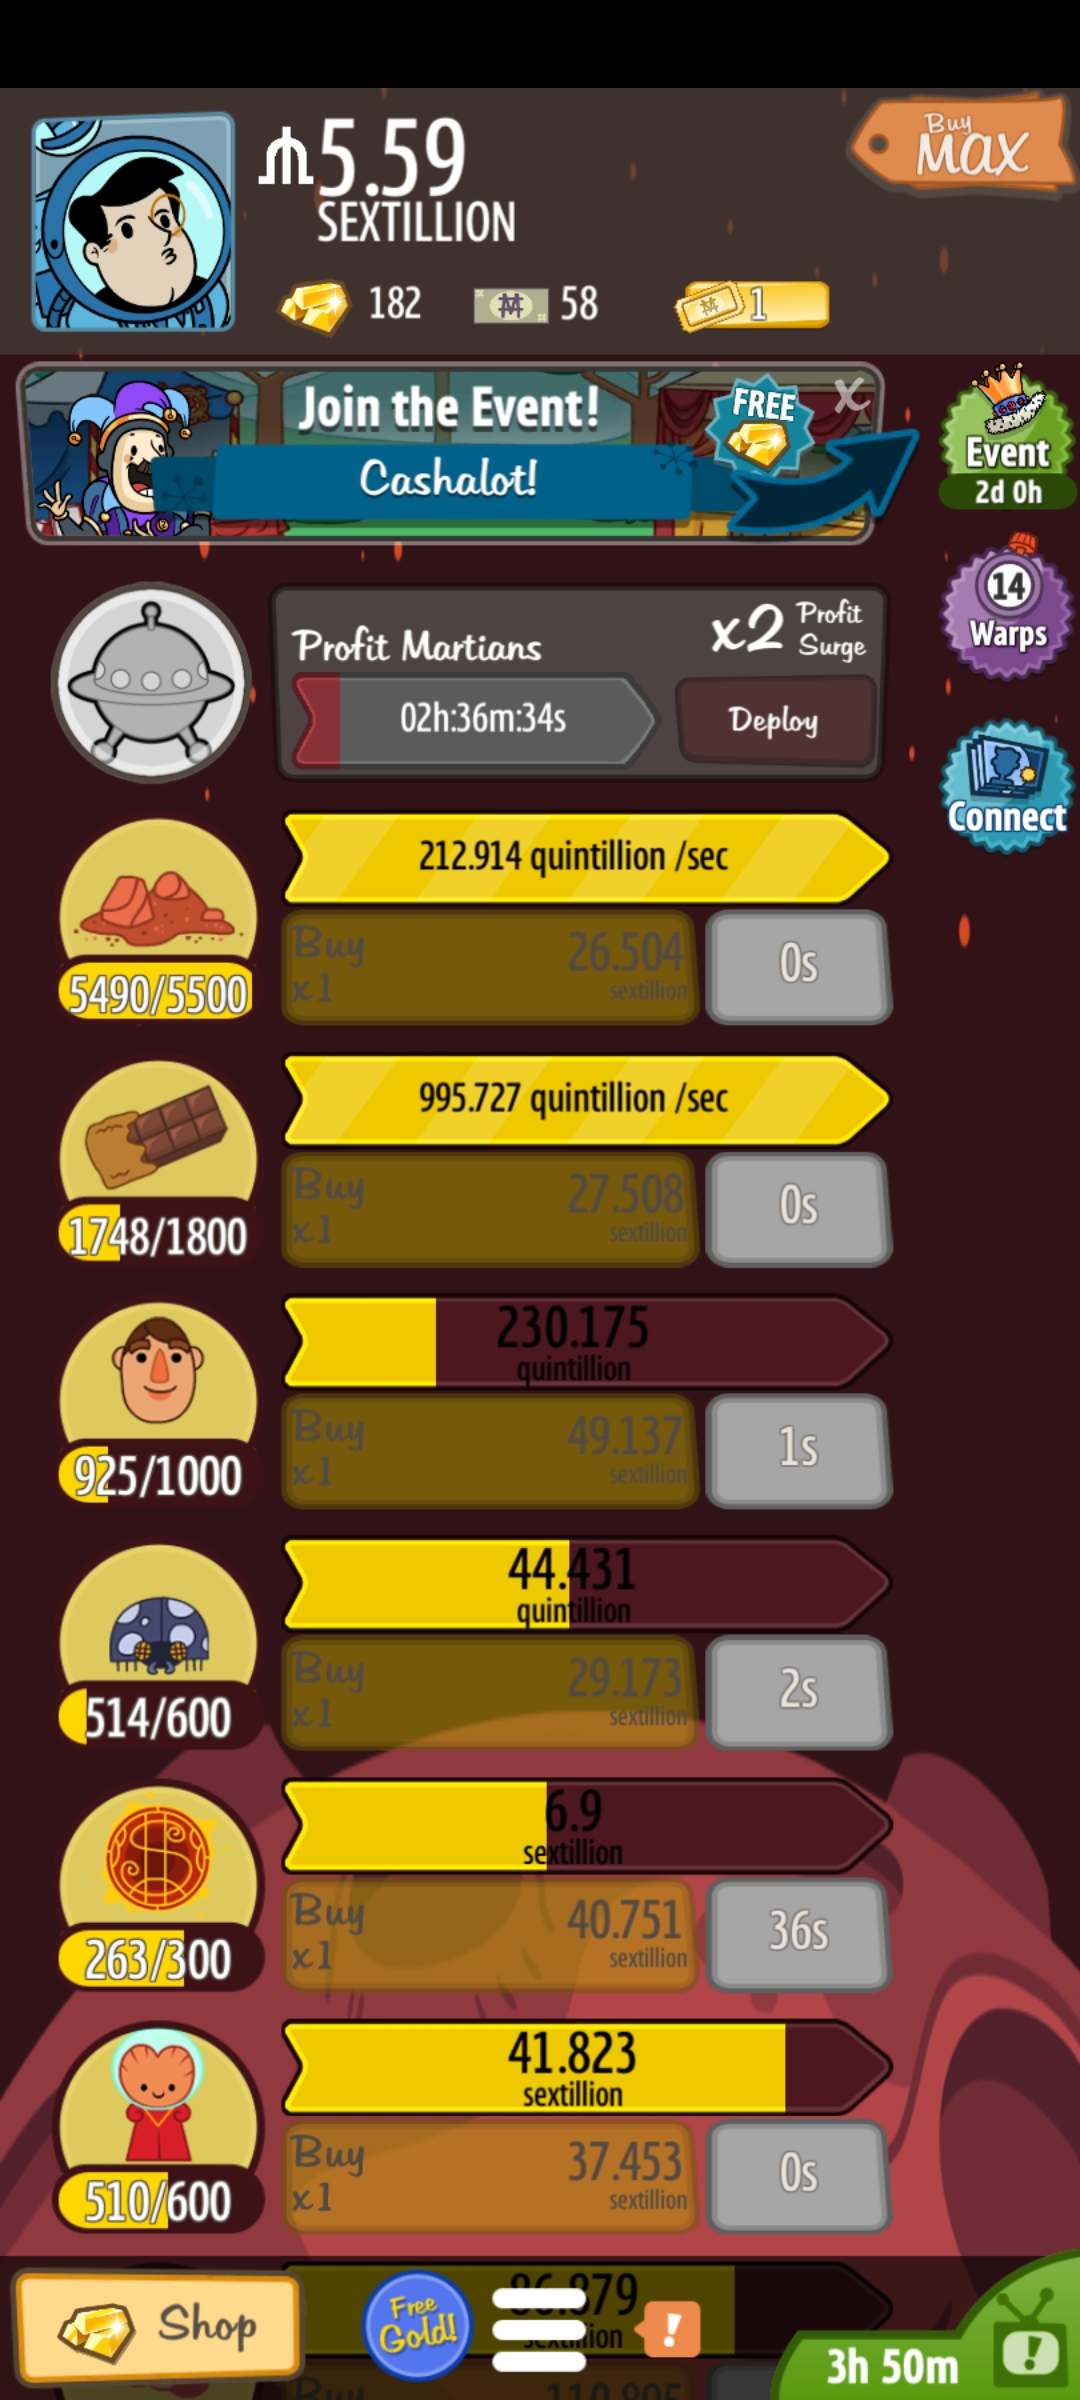 5.59
SEXTILLION
Buy
MAX
182
58
1
Join the Event!
FREE
X
Cashalot!
Event
2d 0h
14
Warps
Connect
Profit Martians
x2 Profit Surge
02h:36m:34s
Deploy
212.914 quintillion /sec
5490/5500
Buy
x1
26.504
sextillion
0s
995.727 quintillion /sec
1748/1800
Buy
x1
27.508
sextillion
0s
230.175
quintillion
925/1000
Buy
x1
49.137
sextillion
1s
44.431
quintillion
514/600
Buy
x1
29.173
sextillion
2s
6.9
sextillion
263/300
Buy
x1
40.751
sextillion
36s
41.823
sextillion
510/600
Buy
x1
37.453
sextillion
0s
Shop
Free
Gold!
86.879
sextillion
!
3h 50m
!
Buy